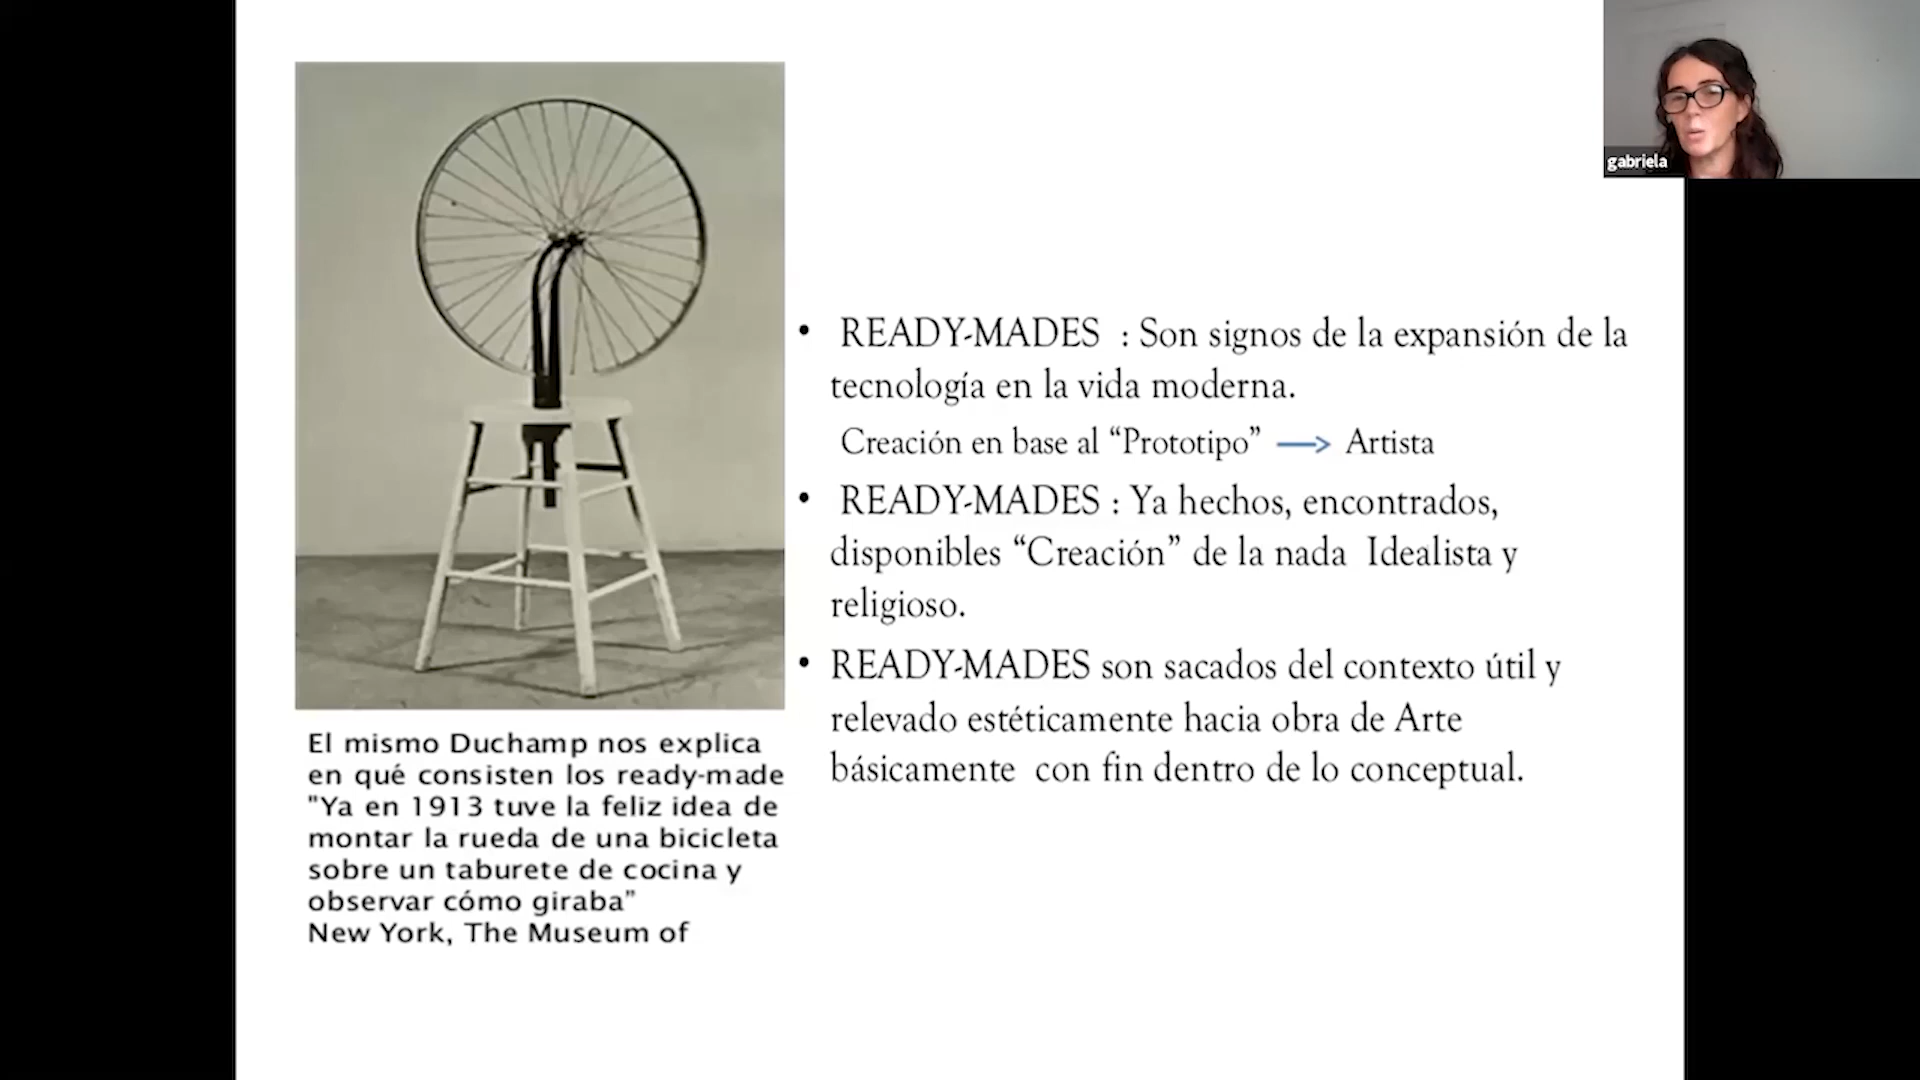 gabriela
• READY-MADES : Son signos de la expansión de la
tecnología en la vida moderna.
Creación en base al “Prototipo” → Artista
• READY-MADES : Ya hechos, encontrados,
disponibles “Creación” de la nada Idealista y
religioso.
• READY-MADES son sacados del contexto útil y
relevado estéticamente hacia obra de Arte
básicamente con fin dentro de lo conceptual.
El mismo Duchamp nos explica
en qué consisten los ready-made
"Ya en 1913 tuve la feliz idea de
montar la rueda de una bicicleta
sobre un taburete de cocina y
observar cómo giraba"
New York, The Museum of